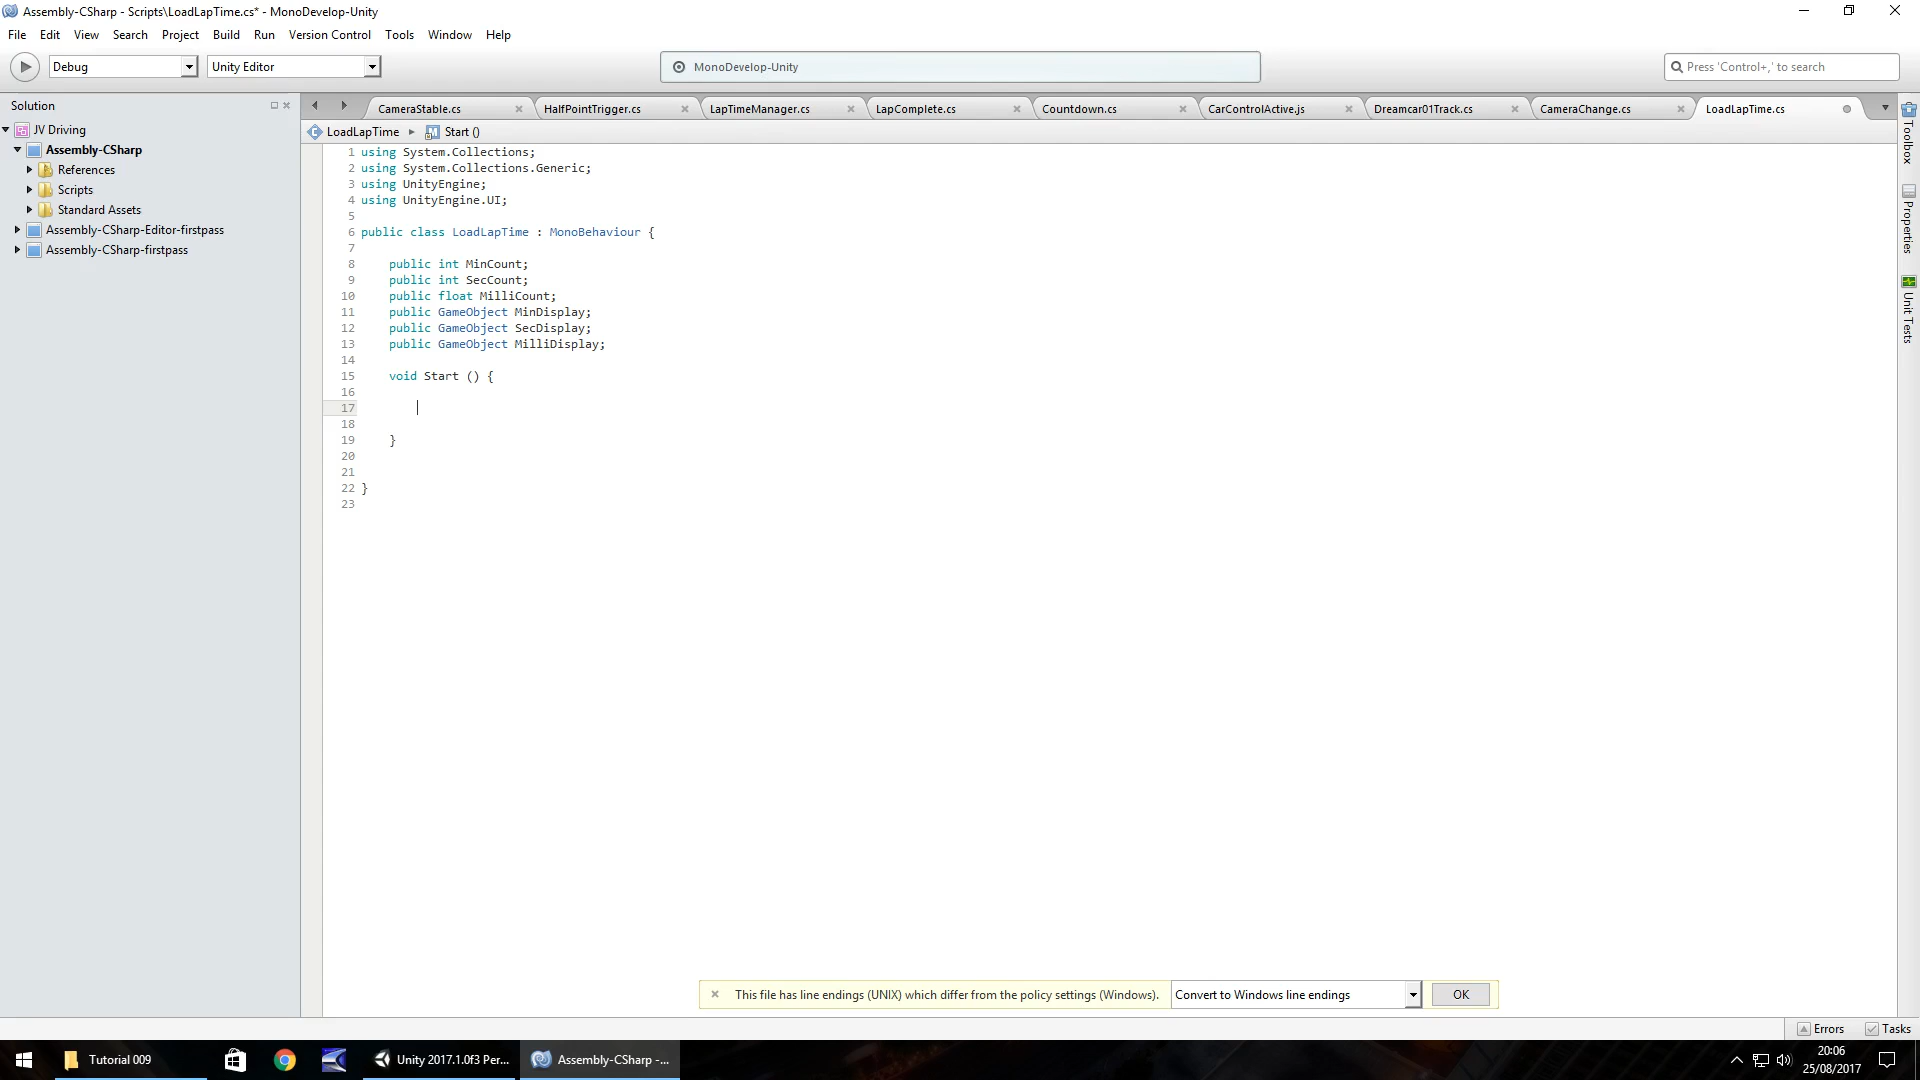 Assembly-CSharp - Scripts\LoadLapTime.cs* - MonoDevelop-Unity
File Edit View Search Project Build Run Version Control Tools Window Help
Debug Unity Editor MonoDevelop-Unity Press 'Control+,' to search
Solution
CameraStable.cs HalfPointTrigger.cs LapTimeManager.cs LapComplete.cs Countdown.cs CarControlActive.js Dreamcar01Track.cs CameraChange.cs LoadLapTime.cs
JV Driving
Assembly-CSharp
References
Scripts
Standard Assets
Assembly-CSharp-Editor-firstpass
Assembly-CSharp-firstpass
LoadLapTime Start ()
1 using System.Collections;
2 using System.Collections.Generic;
3 using UnityEngine;
4 using UnityEngine.UI;
5
6 public class LoadLapTime : MonoBehaviour {
7
8 public int MinCount;
9 public int SecCount;
10 public float MilliCount;
11 public GameObject MinDisplay;
12 public GameObject SecDisplay;
13 public GameObject MilliDisplay;
14
15 void Start () {
16
17
18
19 }
20
21
22 }
23
Toolbox
Properties
Unit Tests
This file has line endings (UNIX) which differ from the policy settings (Windows). Convert to Windows line endings OK
Errors Tasks
Tutorial 009 Unity 2017.1.0f3 Per... Assembly-CSharp -...
20:06
25/08/2017